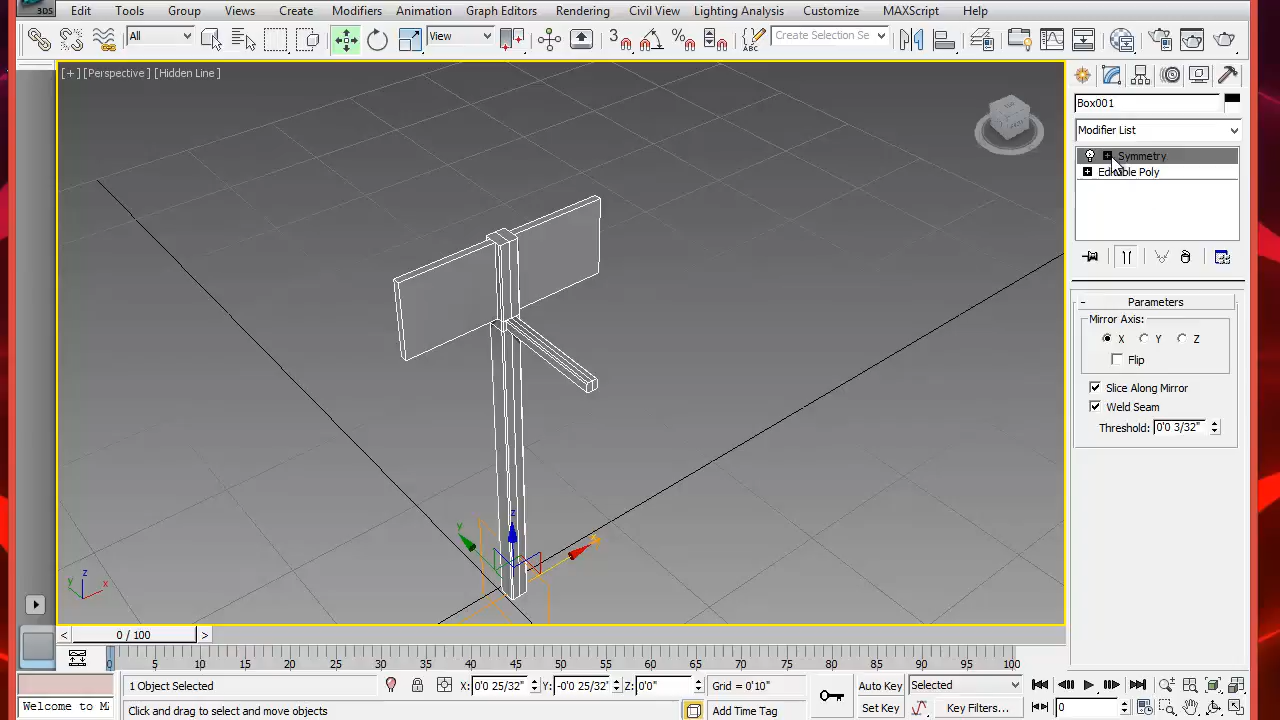 3DS
Edit Tools Group Views Create Modifiers Animation Graph Editors Rendering Civil View Lighting Analysis Customize MAXScript Help
All View 3 % ABC Create Selection Se
[+] [Perspective] [Hidden Line]
Box001
Modifier List
Symmetry
Editable Poly
Parameters
Mirror Axis:
X Y Z
Flip
Slice Along Mirror
Weld Seam
Threshold: 0'0 3/32"
z
y
z
y x
< 0 / 100 >
0 5 10 15 20 25 30 35 40 45 50 55 60 65 70 75 80 85 90 95 100
1 Object Selected X: 0'0 25/32" Y: -0'0 25/32" Z: 0'0" Grid = 0'10" Auto Key Selected
Welcome to M Click and drag to select and move objects Add Time Tag Set Key Key Filters... 0